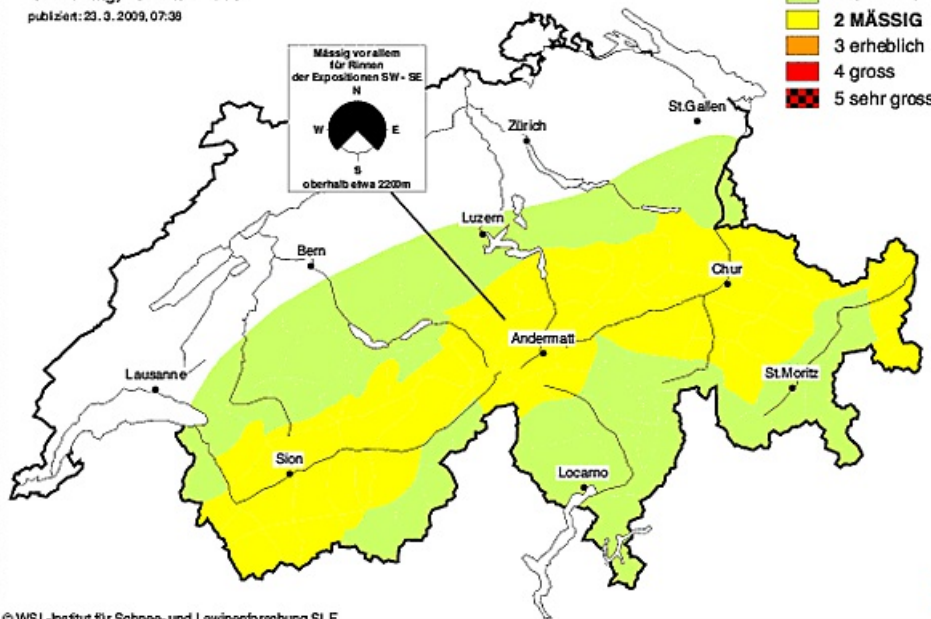 publiziert: 23. 3. 2009, 07:38
2 MÄSSIG
3 erheblich
4 gross
5 sehr gross
Mässig vor allem
für Rinnen
der Expositionen SW - SE
N
W
E
S
oberhalb etwa 2200m
St.Gallen
Zürich
Luzern
Bern
Chur
Andermatt
Lausanne
St.Moritz
Sion
Locarno
© WSL-Institut für Schnee- und Lawinenforschung SLF